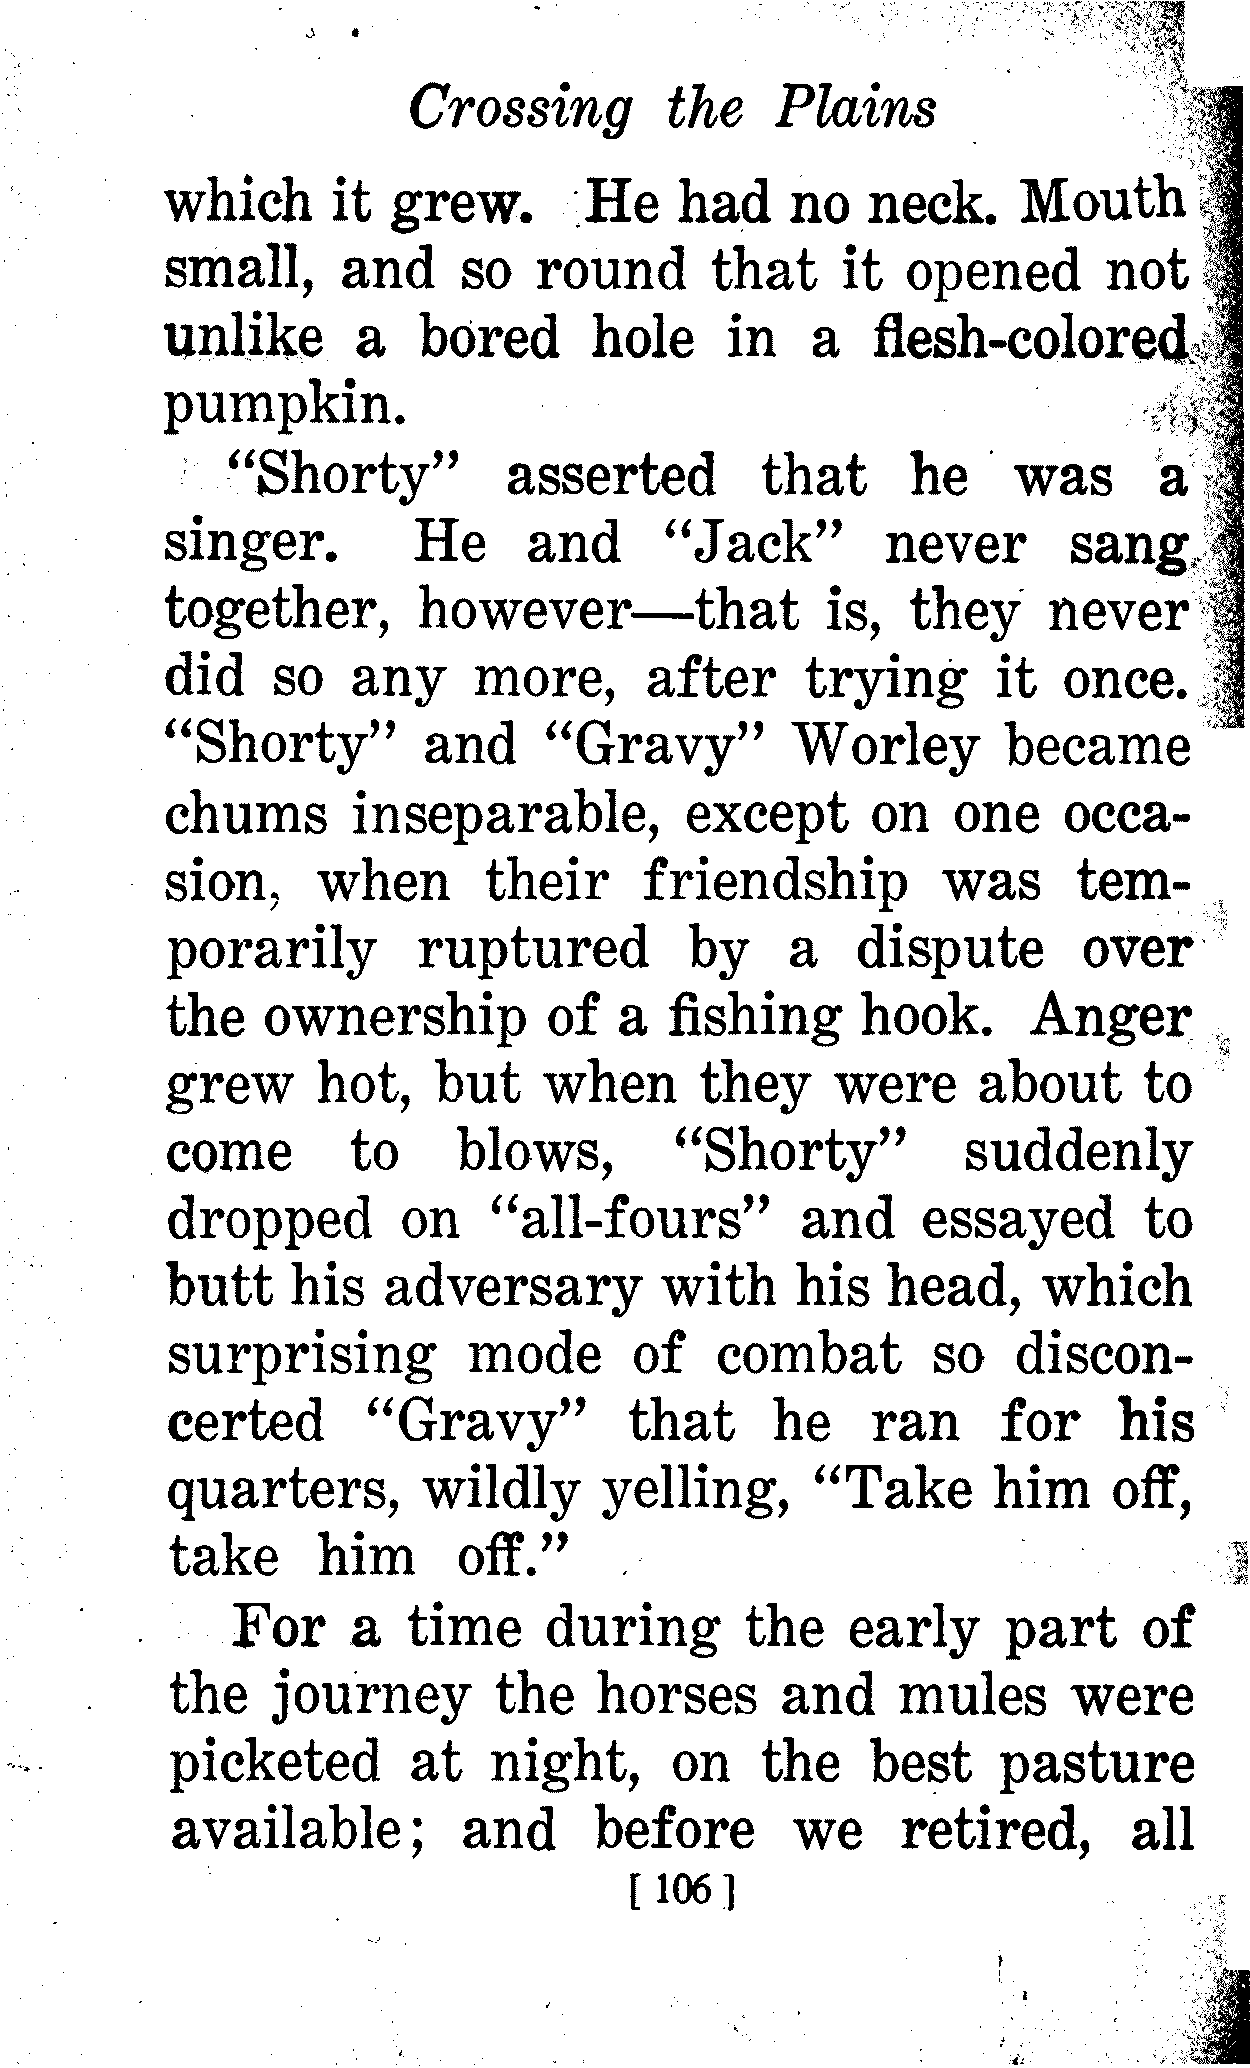 Crossing the Plains
which it grew. He had no neck. Mouth
small, and so round that it opened not
unlike a bored hole in a flesh-colored
pumpkin.
“Shorty” asserted that he was a
singer. He and “Jack” never sang
together, however—that is, they never
did so any more, after trying it once.
“Shorty” and “Gravy” Worley became
chums inseparable, except on one occa-
sion, when their friendship was tem-
porarily ruptured by a dispute over
the ownership of a fishing hook. Anger
grew hot, but when they were about to
come to blows, “Shorty” suddenly
dropped on “all-fours” and essayed to
butt his adversary with his head, which
surprising mode of combat so discon-
certed “Gravy” that he ran for his
quarters, wildly yelling, “Take him off,
take him off.”
For a time during the early part of
the journey the horses and mules were
picketed at night, on the best pasture
available; and before we retired, all
[ 106 ]